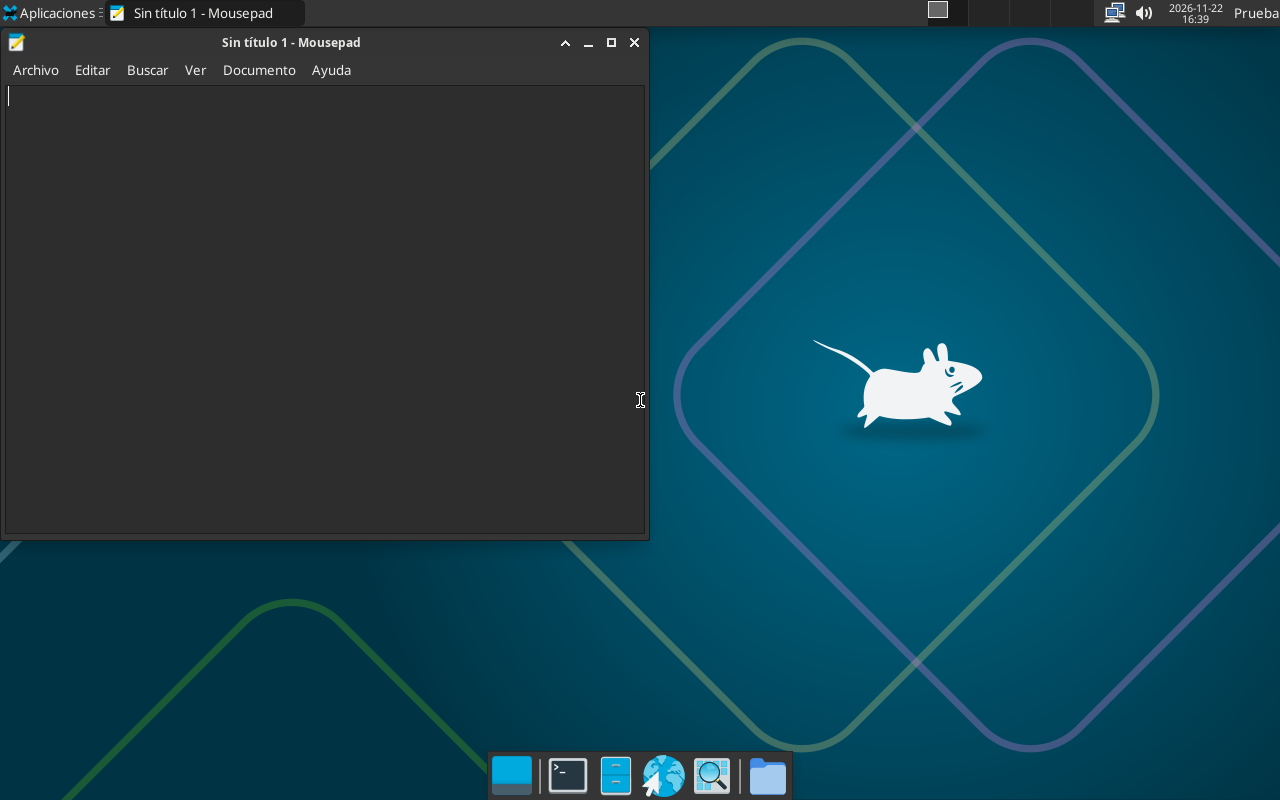 Aplicaciones
Sin título 1 - Mousepad
2026-11-22
16:39
Prueba
Sin título 1 - Mousepad
Archivo Editar Buscar Ver Documento Ayuda